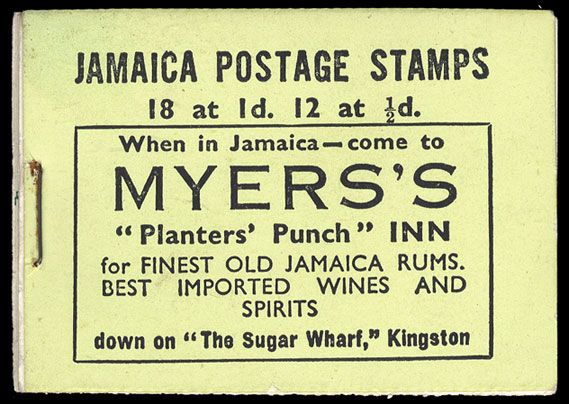 JAMAICA POSTAGE STAMPS
18 at 1d. 12 at ½d.
When in Jamaica—come to
MYERS'S
"Planters' Punch" INN
for FINEST OLD JAMAICA RUMS.
BEST IMPORTED WINES AND
SPIRITS
down on "The Sugar Wharf," Kingston